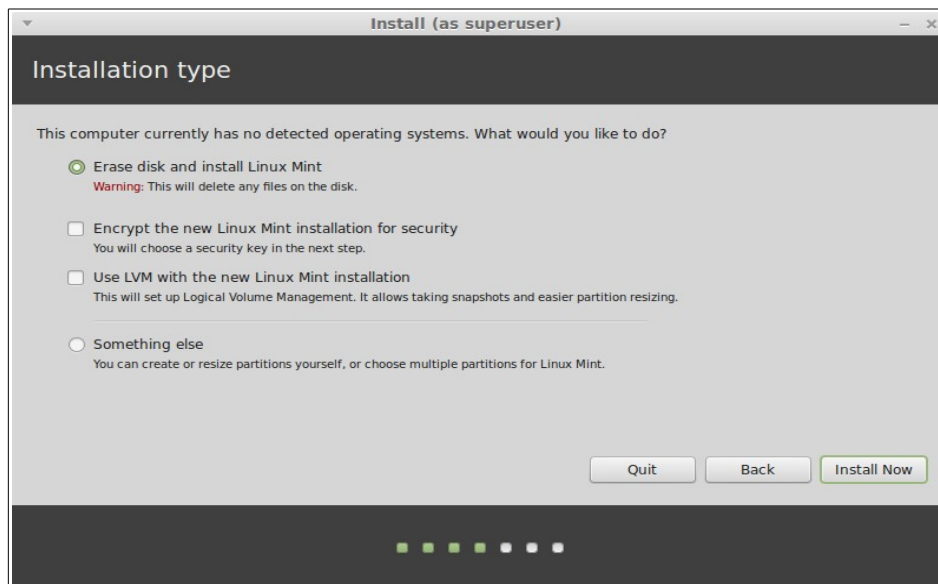 Install (as superuser)
Installation type
This computer currently has no detected operating systems. What would you like to do?
Erase disk and install Linux Mint
Warning: This will delete any files on the disk.
Encrypt the new Linux Mint installation for security
You will choose a security key in the next step.
Use LVM with the new Linux Mint installation
This will set up Logical Volume Management. It allows taking snapshots and easier partition resizing.
Something else
You can create or resize partitions yourself, or choose multiple partitions for Linux Mint.
Quit
Back
Install Now